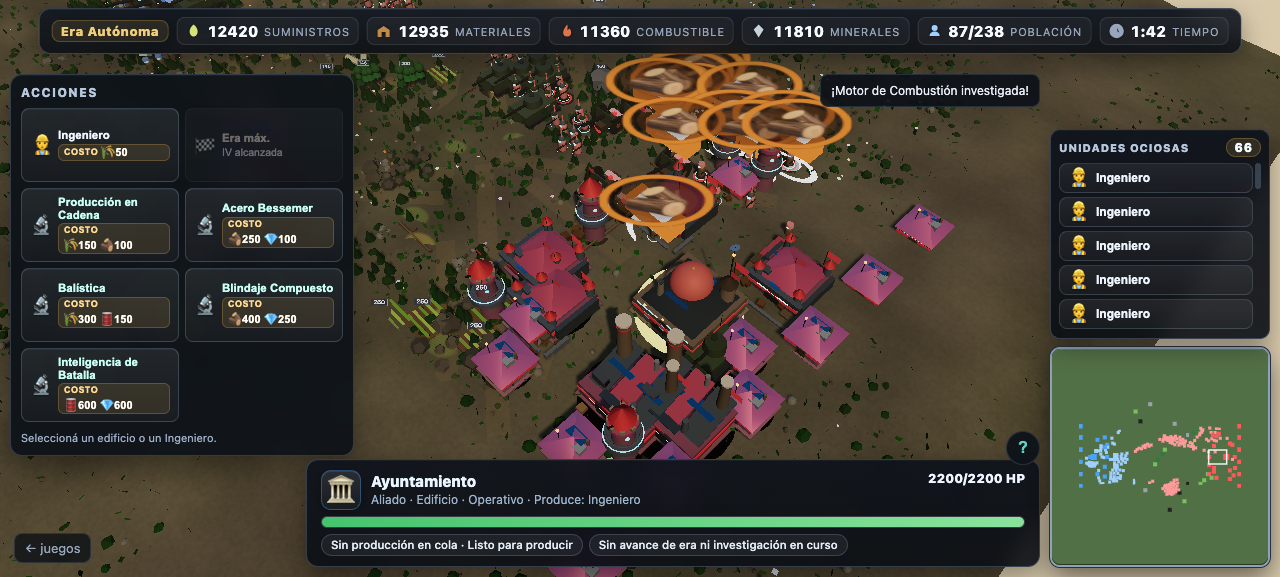 Era Autónoma
12420 SUMINISTROS
12935 MATERIALES
11360 COMBUSTIBLE
11810 MINERALES
87/238 POBLACIÓN
1:42 TIEMPO
ACCIONES
Ingeniero
COSTO 50
Era máx.
IV alcanzada
Producción en
Cadena
COSTO
150 100
Acero Bessemer
COSTO
250 100
Balística
COSTO
300 150
Blindaje Compuesto
COSTO
400 250
Inteligencia de
Batalla
COSTO
600 600
Seleccioná un edificio o un Ingeniero.
¡Motor de Combustión investigada!
UNIDADES OCIOSAS 66
Ingeniero
Ingeniero
Ingeniero
Ingeniero
Ingeniero
250
250
250
250
?
Ayuntamiento
2200/2200 HP
Aliado · Edificio · Operativo · Produce: Ingeniero
Sin producción en cola · Listo para producir
Sin avance de era ni investigación en curso
← juegos